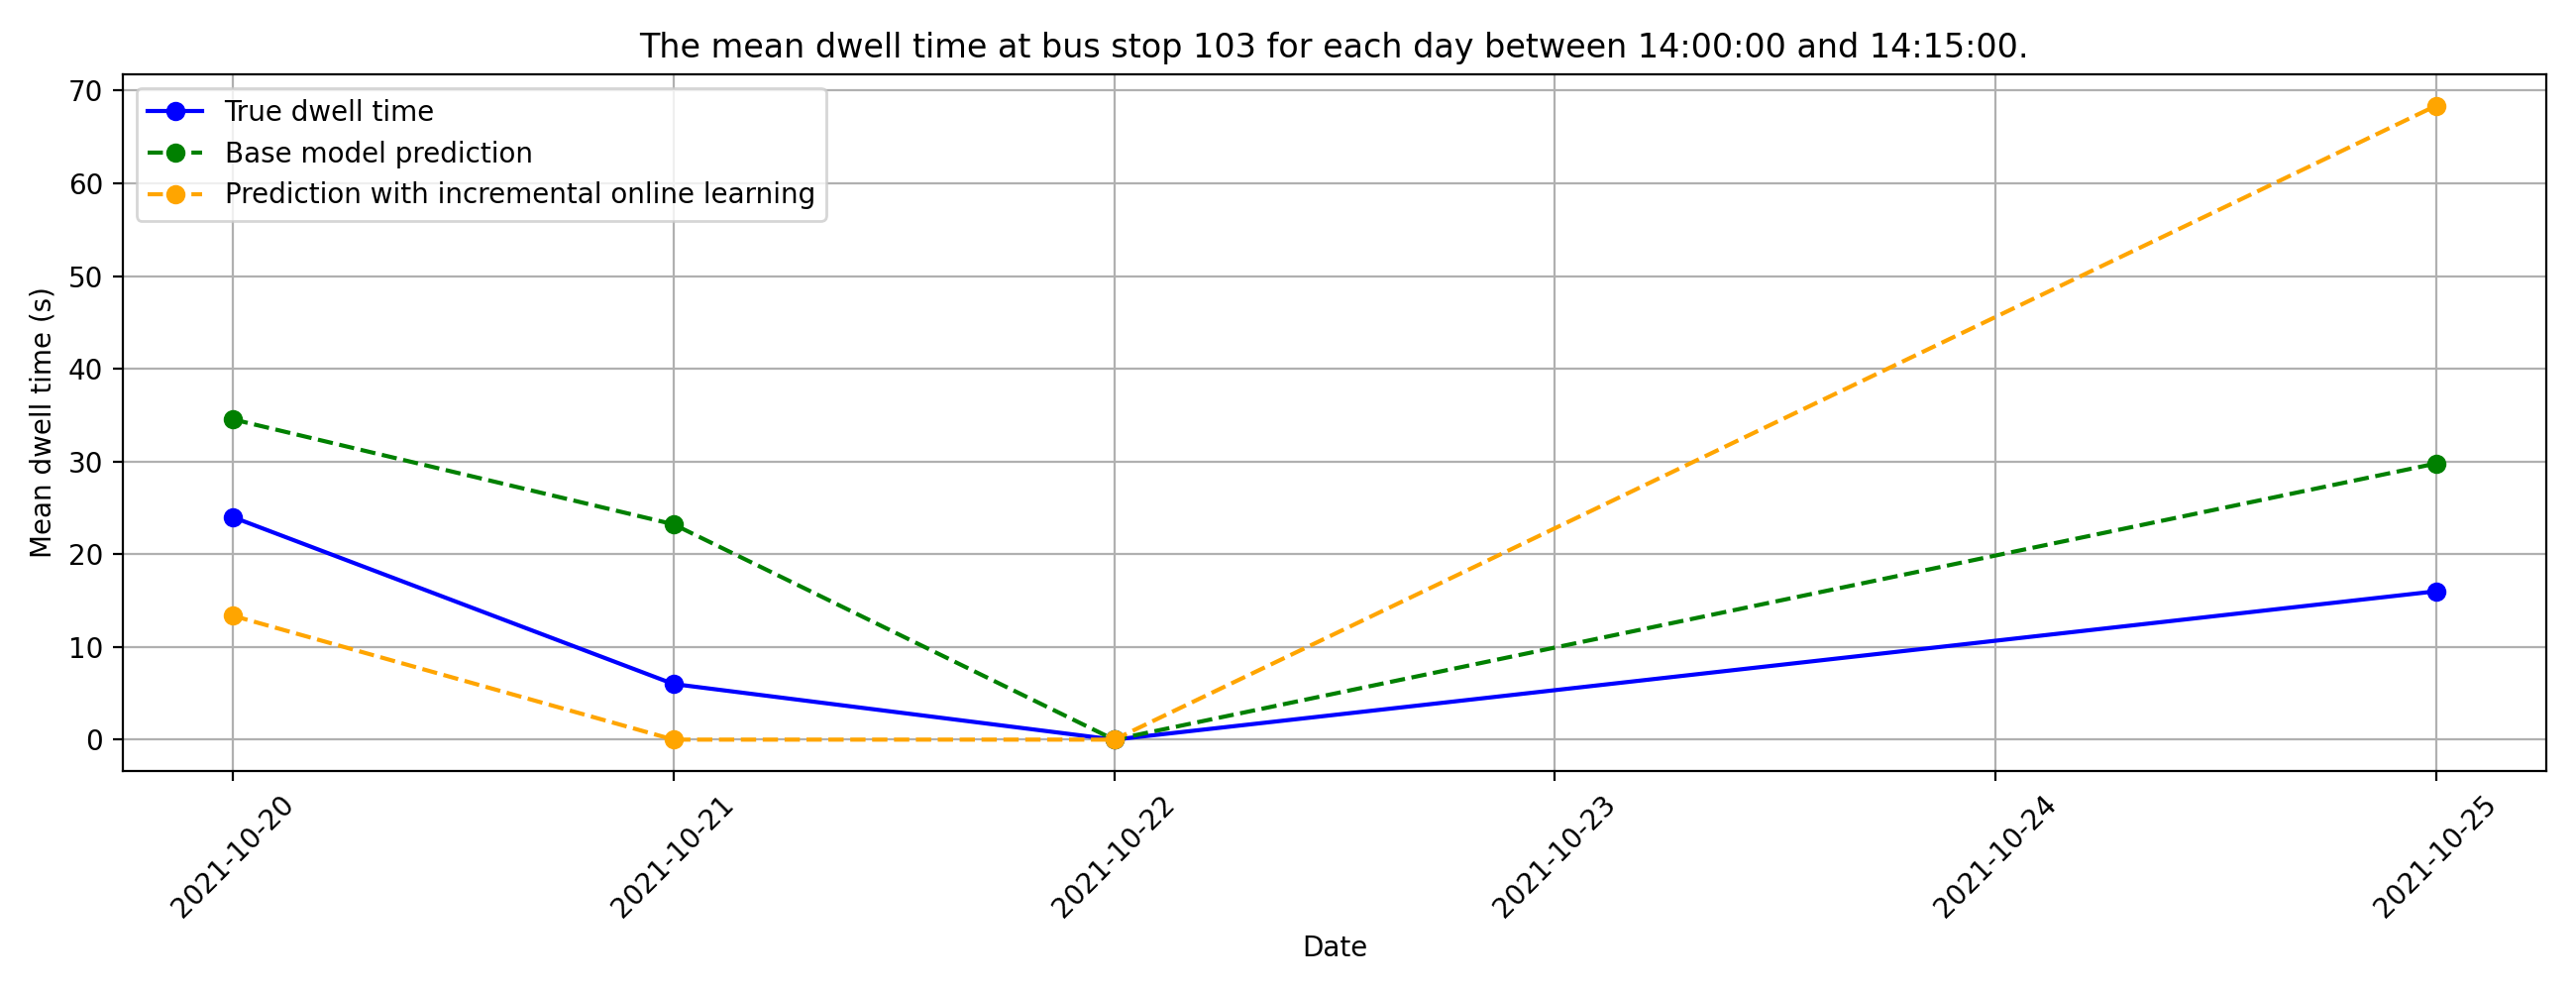 The mean dwell time at bus stop 103 for each day between 14:00:00 and 14:15:00.
True dwell time
Base model prediction
Prediction with incremental online learning
Mean dwell time (s)
70
60
50
40
30
20
10
0
2021-10-20
2021-10-21
2021-10-22
2021-10-23
2021-10-24
2021-10-25
Date